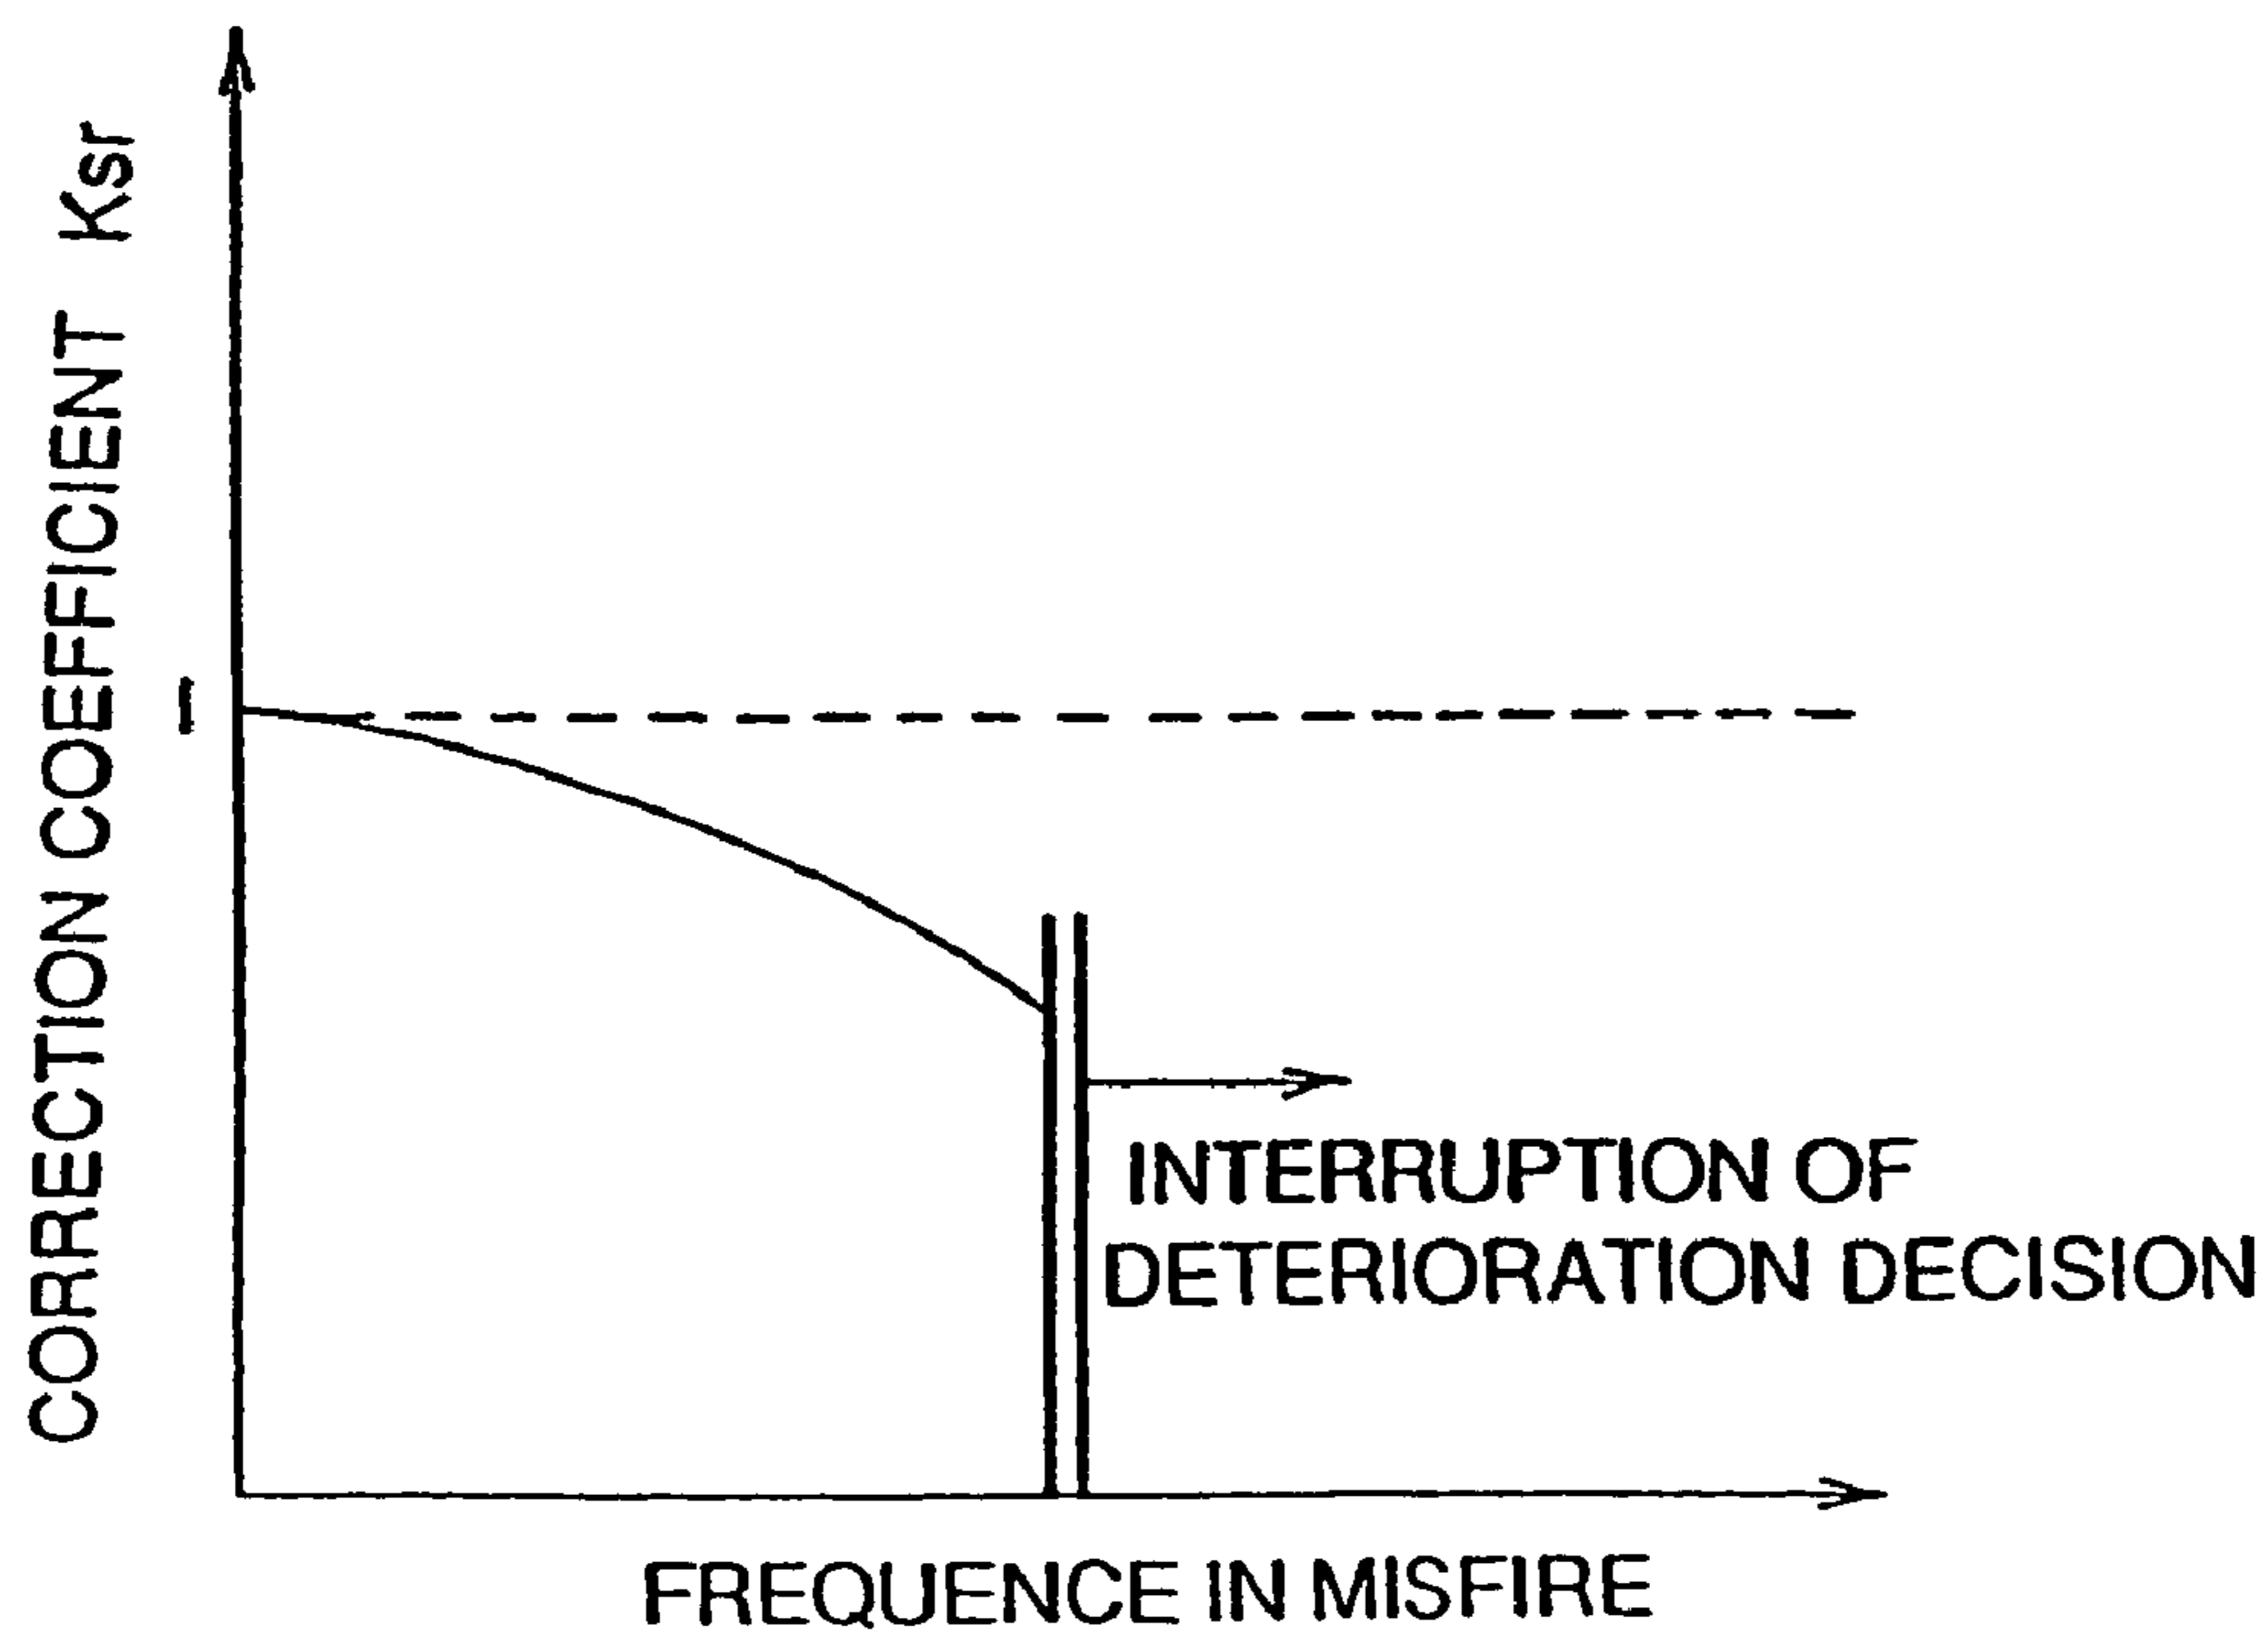 CORRECTION COEFFICIENT Ksr
1
INTERRUPTION OF
DETERIORATION DECISION
FREQUENCE IN MISFIRE